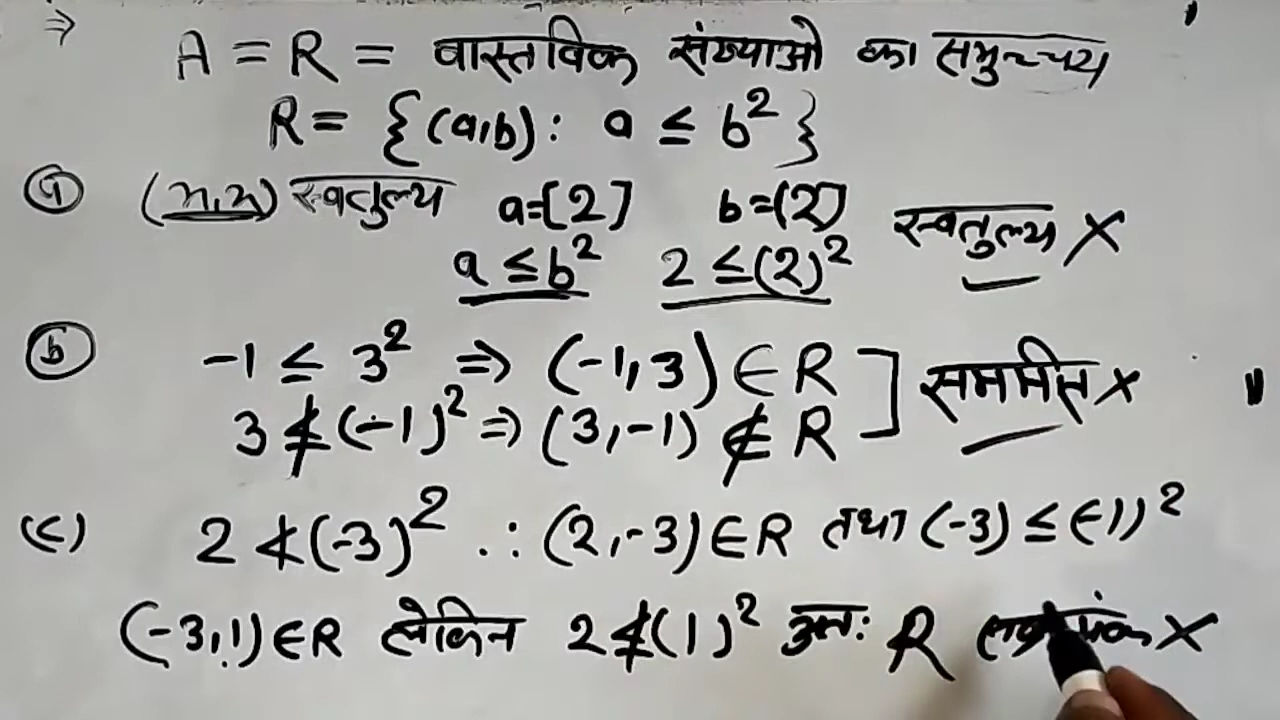 ⇒ A = R = वास्तविक संख्याओ का समुच्चय
R = {(a,b): a ≤ b²}
ⓐ (x,x) स्वतुल्य a=[2] b=(2] स्वतुल्य ×
a ≤ b² 2 ≤ (2)²
ⓑ -1 ≤ 3² ⇒ (-1,3) ∈ R ] सममित ×
3 ≰ (-1)² ⇒ (3,-1) ∉ R
(c) 2 ≮ (-3)² ∴ (2,-3) ∈ R तथा (-3) ≤ (-1)²
(-3,1) ∈ R लेकिन 2 ≰ (1)² अतः R ×